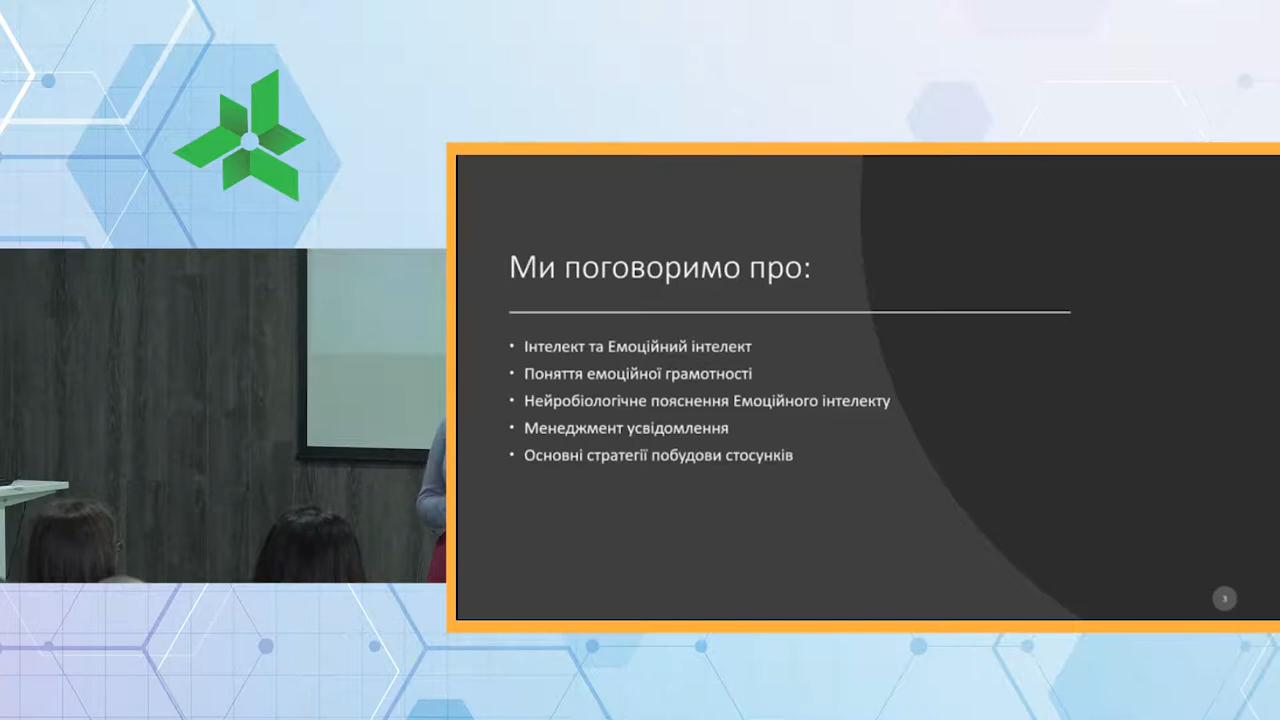 Ми поговоримо про:
• Інтелект та Емоційний інтелект
• Поняття емоційної грамотності
• Нейробіологічне пояснення Емоційного інтелекту
• Менеджмент усвідомлення
• Основні стратегії побудови стосунків
3